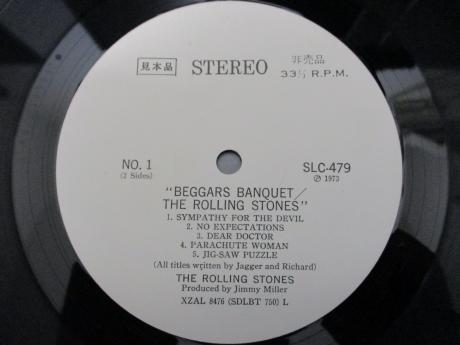 見本品 STEREO 非売品
33⅓ R.P.M.
NO. 1 SLC-479
(2 Sides) Ⓟ 1973
"BEGGARS BANQUET/
THE ROLLING STONES"
1. SYMPATHY FOR THE DEVIL
2. NO EXPECTATIONS
3. DEAR DOCTOR
4. PARACHUTE WOMAN
5. JIG-SAW PUZZLE
(All titles written by Jagger and Richard)
THE ROLLING STONES
Produced by Jimmy Miller
XZAL 8476 (SDLBT 750) L